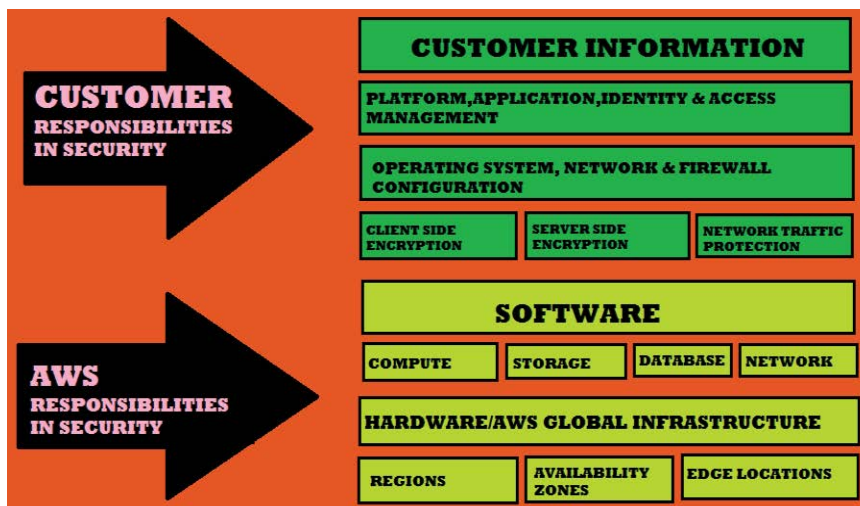 CUSTOMER
RESPONSIBILITIES
IN SECURITY
CUSTOMER INFORMATION
PLATFORM,APPLICATION,IDENTITY & ACCESS
MANAGEMENT
OPERATING SYSTEM, NETWORK & FIREWALL
CONFIGURATION
CLIENT SIDE
ENCRYPTION
SERVER SIDE
ENCRYPTION
NETWORK TRAFFIC
PROTECTION
AWS
RESPONSIBILITIES
IN SECURITY
SOFTWARE
COMPUTE
STORAGE
DATABASE
NETWORK
HARDWARE/AWS GLOBAL INFRASTRUCTURE
REGIONS
AVAILABILITY
ZONES
EDGE LOCATIONS